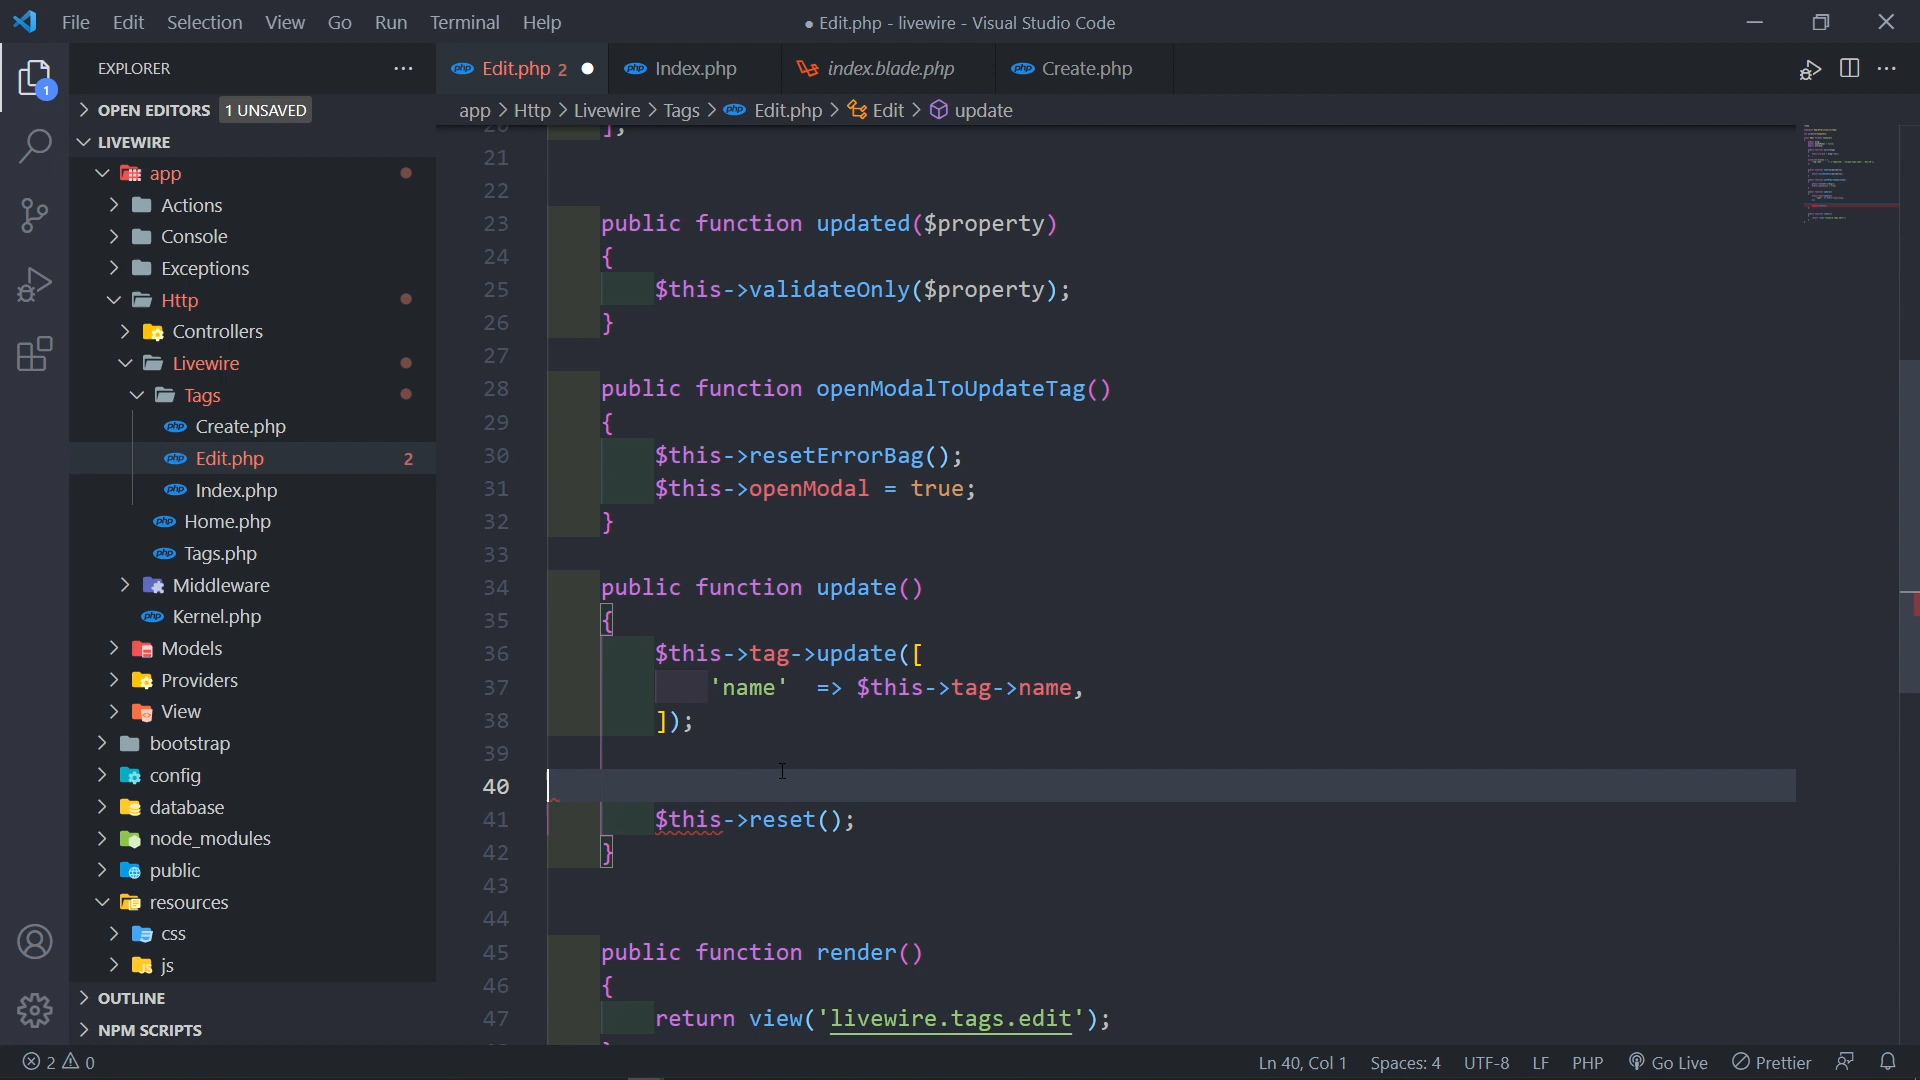 File Edit Selection View Go Run Terminal Help
● Edit.php - livewire - Visual Studio Code
EXPLORER
Edit.php 2
Index.php
index.blade.php
Create.php
app > Http > Livewire > Tags > Edit.php > Edit > update
OPEN EDITORS 1 UNSAVED
LIVEWIRE
app
Actions
Console
Exceptions
Http
Controllers
Livewire
Tags
Create.php
Edit.php 2
Index.php
Home.php
Tags.php
Middleware
Kernel.php
Models
Providers
View
bootstrap
config
database
node_modules
public
resources
css
js
OUTLINE
NPM SCRIPTS
1
20 ];
21
22
23 public function updated($property)
24 {
25 $this->validateOnly($property);
26 }
27
28 public function openModalToUpdateTag()
29 {
30 $this->resetErrorBag();
31 $this->openModal = true;
32 }
33
34 public function update()
35 {
36 $this->tag->update([
37 'name' => $this->tag->name,
38 ]);
39
40
41 $this->reset();
42 }
43
44
45 public function render()
46 {
47 return view('livewire.tags.edit');
2 0
Ln 40, Col 1 Spaces: 4 UTF-8 LF PHP Go Live Prettier